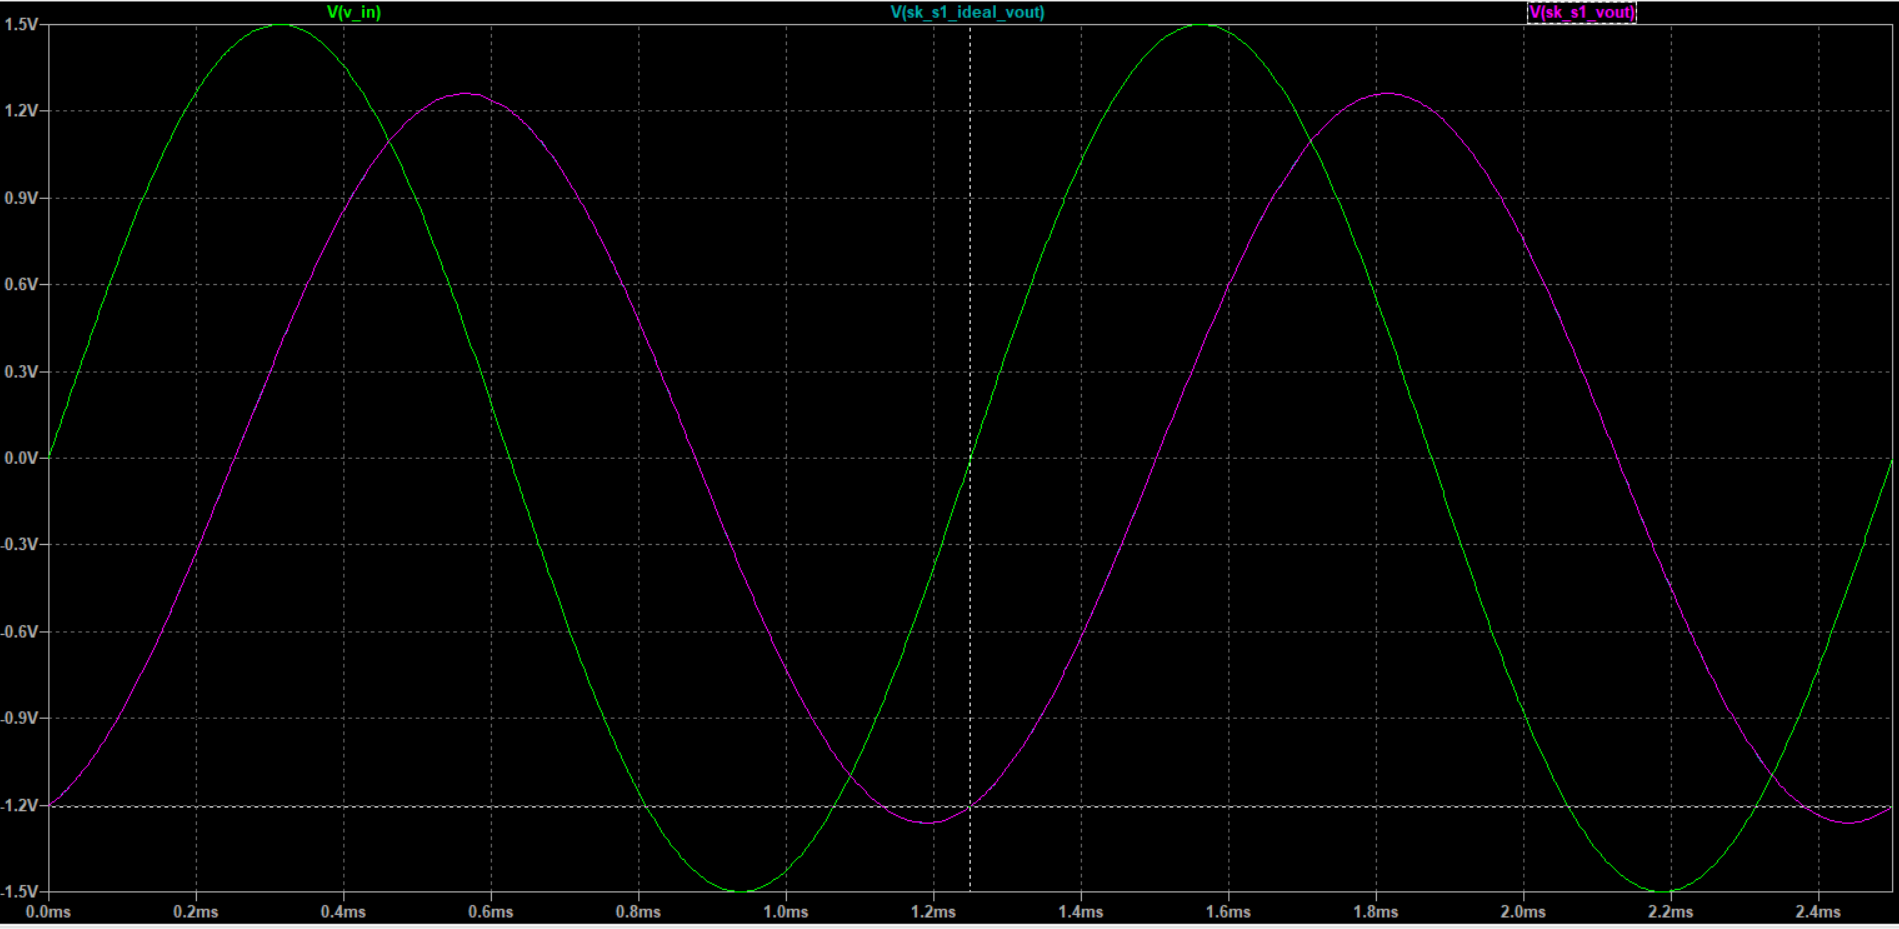 V(v_in) V(sk_s1_ideal_vout) V(sk_s1_vout)
1.5V
1.2V
0.9V
0.6V
0.3V
0.0V
-0.3V
-0.6V
-0.9V
-1.2V
-1.5V
0.0ms 0.2ms 0.4ms 0.6ms 0.8ms 1.0ms 1.2ms 1.4ms 1.6ms 1.8ms 2.0ms 2.2ms 2.4ms